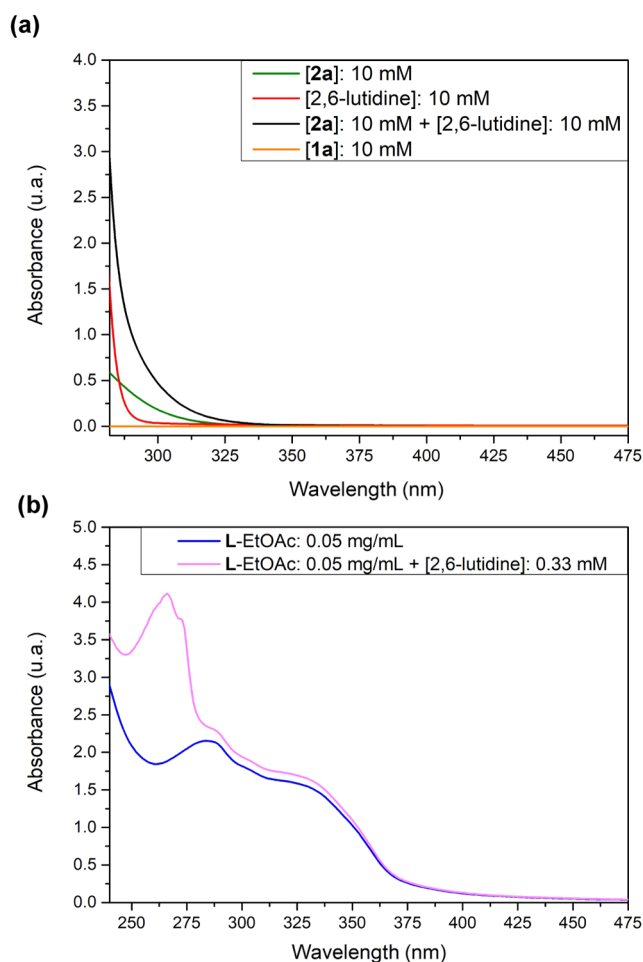 (a)
[2a]: 10 mM
[2,6-lutidine]: 10 mM
[2a]: 10 mM + [2,6-lutidine]: 10 mM
[1a]: 10 mM
Absorbance (u.a.)
4.0
3.5
3.0
2.5
2.0
1.5
1.0
0.5
0.0
300 325 350 375 400 425 450 475
Wavelength (nm)
(b)
L-EtOAc: 0.05 mg/mL
L-EtOAc: 0.05 mg/mL + [2,6-lutidine]: 0.33 mM
Absorbance (u.a.)
5.0
4.5
4.0
3.5
3.0
2.5
2.0
1.5
1.0
0.5
0.0
250 275 300 325 350 375 400 425 450 475
Wavelength (nm)